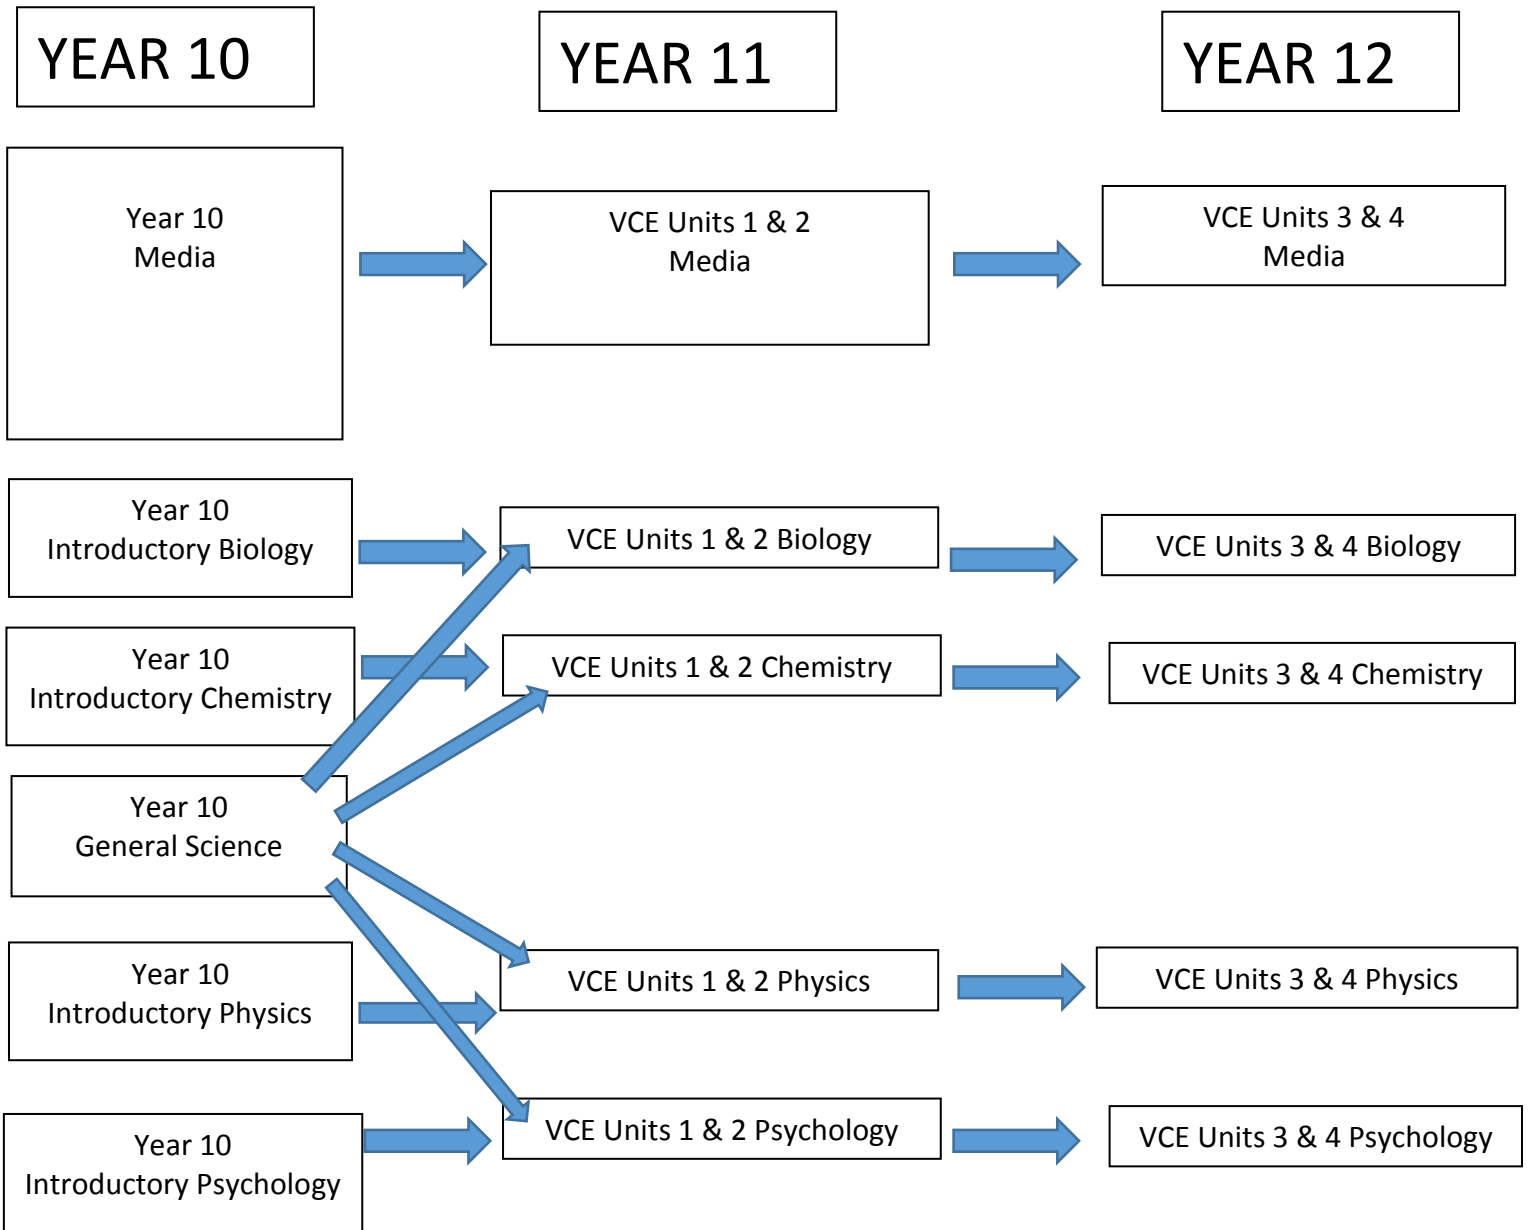 YEAR 10
YEAR 11
YEAR 12
Year 10
Media
VCE Units 1 & 2
Media
VCE Units 3 & 4
Media
Year 10
Introductory Biology
VCE Units 1 & 2 Biology
VCE Units 3 & 4 Biology
Year 10
Introductory Chemistry
VCE Units 1 & 2 Chemistry
VCE Units 3 & 4 Chemistry
Year 10
General Science
Year 10
Introductory Physics
VCE Units 1 & 2 Physics
VCE Units 3 & 4 Physics
Year 10
Introductory Psychology
VCE Units 1 & 2 Psychology
VCE Units 3 & 4 Psychology